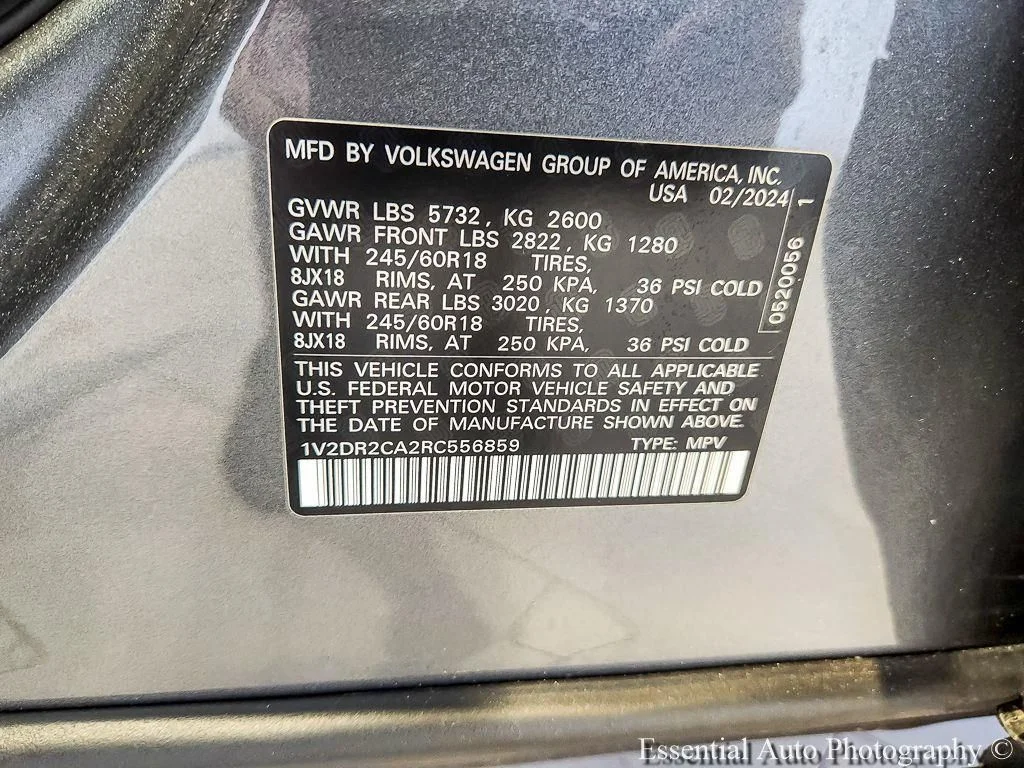 MFD BY VOLKSWAGEN GROUP OF AMERICA, INC.
USA 02/2024
GVWR LBS 5732, KG 2600
GAWR FRONT LBS 2822, KG 1280
WITH 245/60R18 TIRES,
8JX18 RIMS, AT 250 KPA, 36 PSI COLD
GAWR REAR LBS 3020, KG 1370
WITH 245/60R18 TIRES,
8JX18 RIMS, AT 250 KPA, 36 PSI COLD
0520056 1
THIS VEHICLE CONFORMS TO ALL APPLICABLE
U.S. FEDERAL MOTOR VEHICLE SAFETY AND
THEFT PREVENTION STANDARDS IN EFFECT ON
THE DATE OF MANUFACTURE SHOWN ABOVE.
1V2DR2CA2RC556859 TYPE: MPV
Essential Auto Photography ©